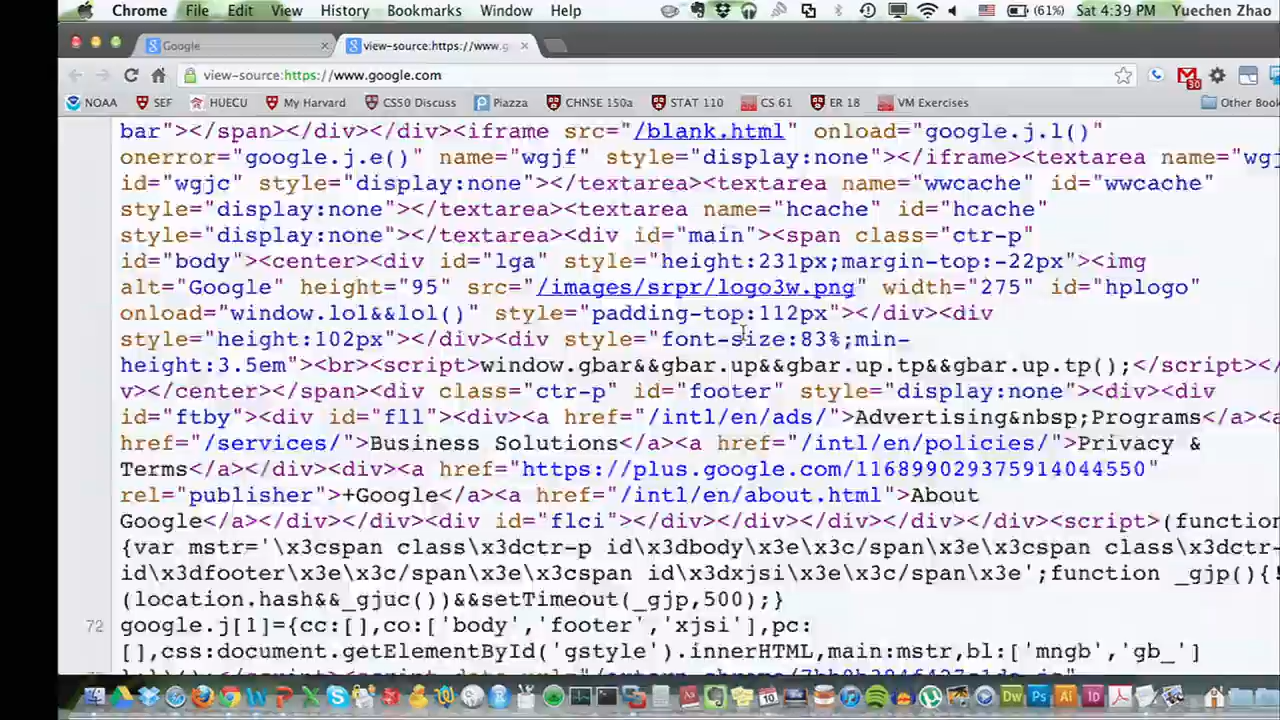 Chrome File Edit View History Bookmarks Window Help (61%) Sat 4:39 PM Yuechen Zhao
Google view-source:https://www.g
view-source:https://www.google.com
NOAA SEF HUECU My Harvard CS50 Discuss Piazza CHNSE 150a STAT 110 CS 61 ER 18 VM Exercises Other Book
bar"></span></div></div><iframe src="/blank.html" onload="google.j.l()"
onerror="google.j.e()" name="wgjf" style="display:none"></iframe><textarea name="wgj
id="wgjc" style="display:none"></textarea><textarea name="wwcache" id="wwcache"
style="display:none"></textarea><textarea name="hcache" id="hcache"
style="display:none"></textarea><div id="main"><span class="ctr-p"
id="body"><center><div id="lga" style="height:231px;margin-top:-22px"><img
alt="Google" height="95" src="/images/srpr/logo3w.png" width="275" id="hplogo"
onload="window.lol&&lol()" style="padding-top:112px"></div><div
style="height:102px"></div><div style="font-size:83%;min-
height:3.5em"><br><script>window.gbar&&gbar.up&&gbar.up.tp&&gbar.up.tp();</script></
v></center></span><div class="ctr-p" id="footer" style="display:none"><div><div
id="ftby"><div id="fll"><div><a href="/intl/en/ads/">Advertising&nbsp;Programs</a><a
href="/services/">Business Solutions</a><a href="/intl/en/policies/">Privacy &
Terms</a></div><div><a href="https://plus.google.com/116899029375914044550"
rel="publisher">+Google</a><a href="/intl/en/about.html">About
Google</a></div></div><div id="flci"></div></div></div></div><script>(function
{var mstr='\x3cspan class\x3dctr-p id\x3dbody\x3e\x3c/span\x3e\x3cspan class\x3dctr-
id\x3dfooter\x3e\x3c/span\x3e\x3cspan id\x3dxjsi\x3e\x3c/span\x3e';function _gjp(){!
(location.hash&&_gjuc())&&setTimeout(_gjp,500);}
72 google.j[1]={cc:[],co:['body','footer','xjsi'],pc:
[],css:document.getElementById('gstyle').innerHTML,main:mstr,bl:['mngb','gb_']